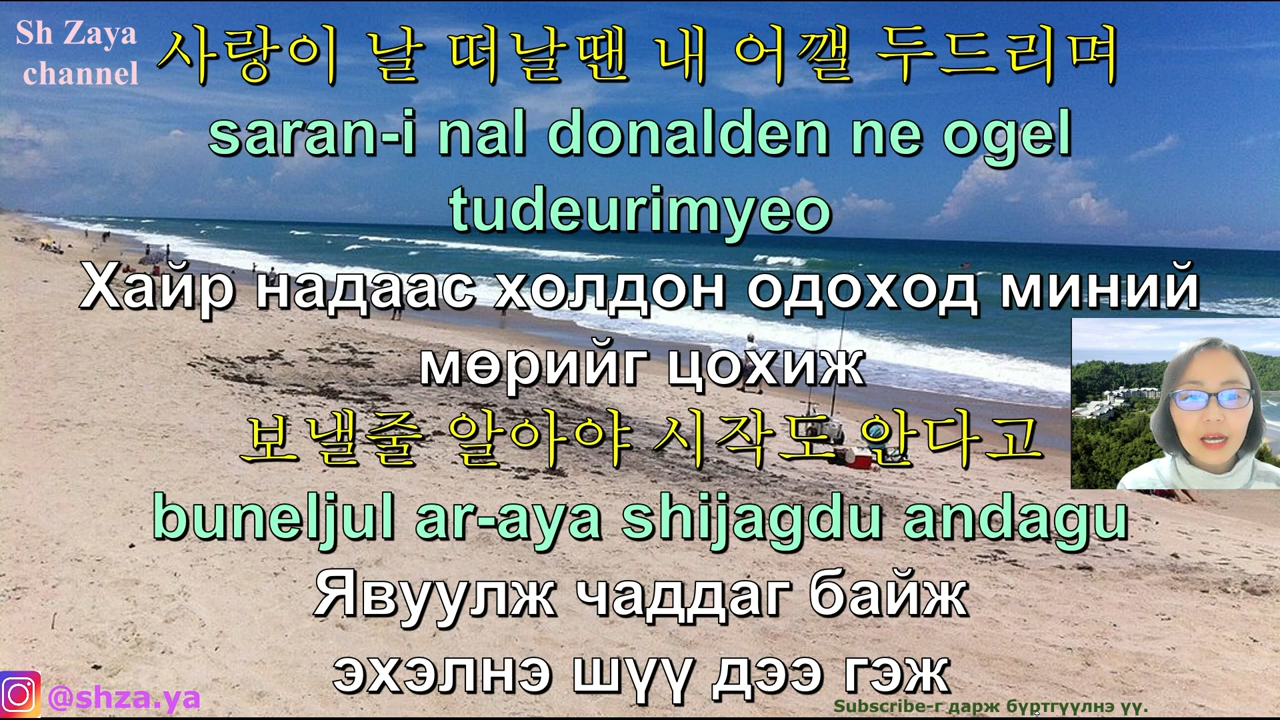 Sh Zaya
channel
사랑이 날 떠날땐 내 어깰 두드리며
saran-i nal donalden ne ogel
tudeurimyeo
Хайр надаас холдон одоход миний
мөрийг цохиж
보낼줄 알아야 시작도 안다고
buneljul ar-aya shijagdu andagu
Явуулж чаддаг байж
эхэлнэ шүү дээ гэж
@shza.ya
Subscribe-г дарж бүртгүүлнэ үү.